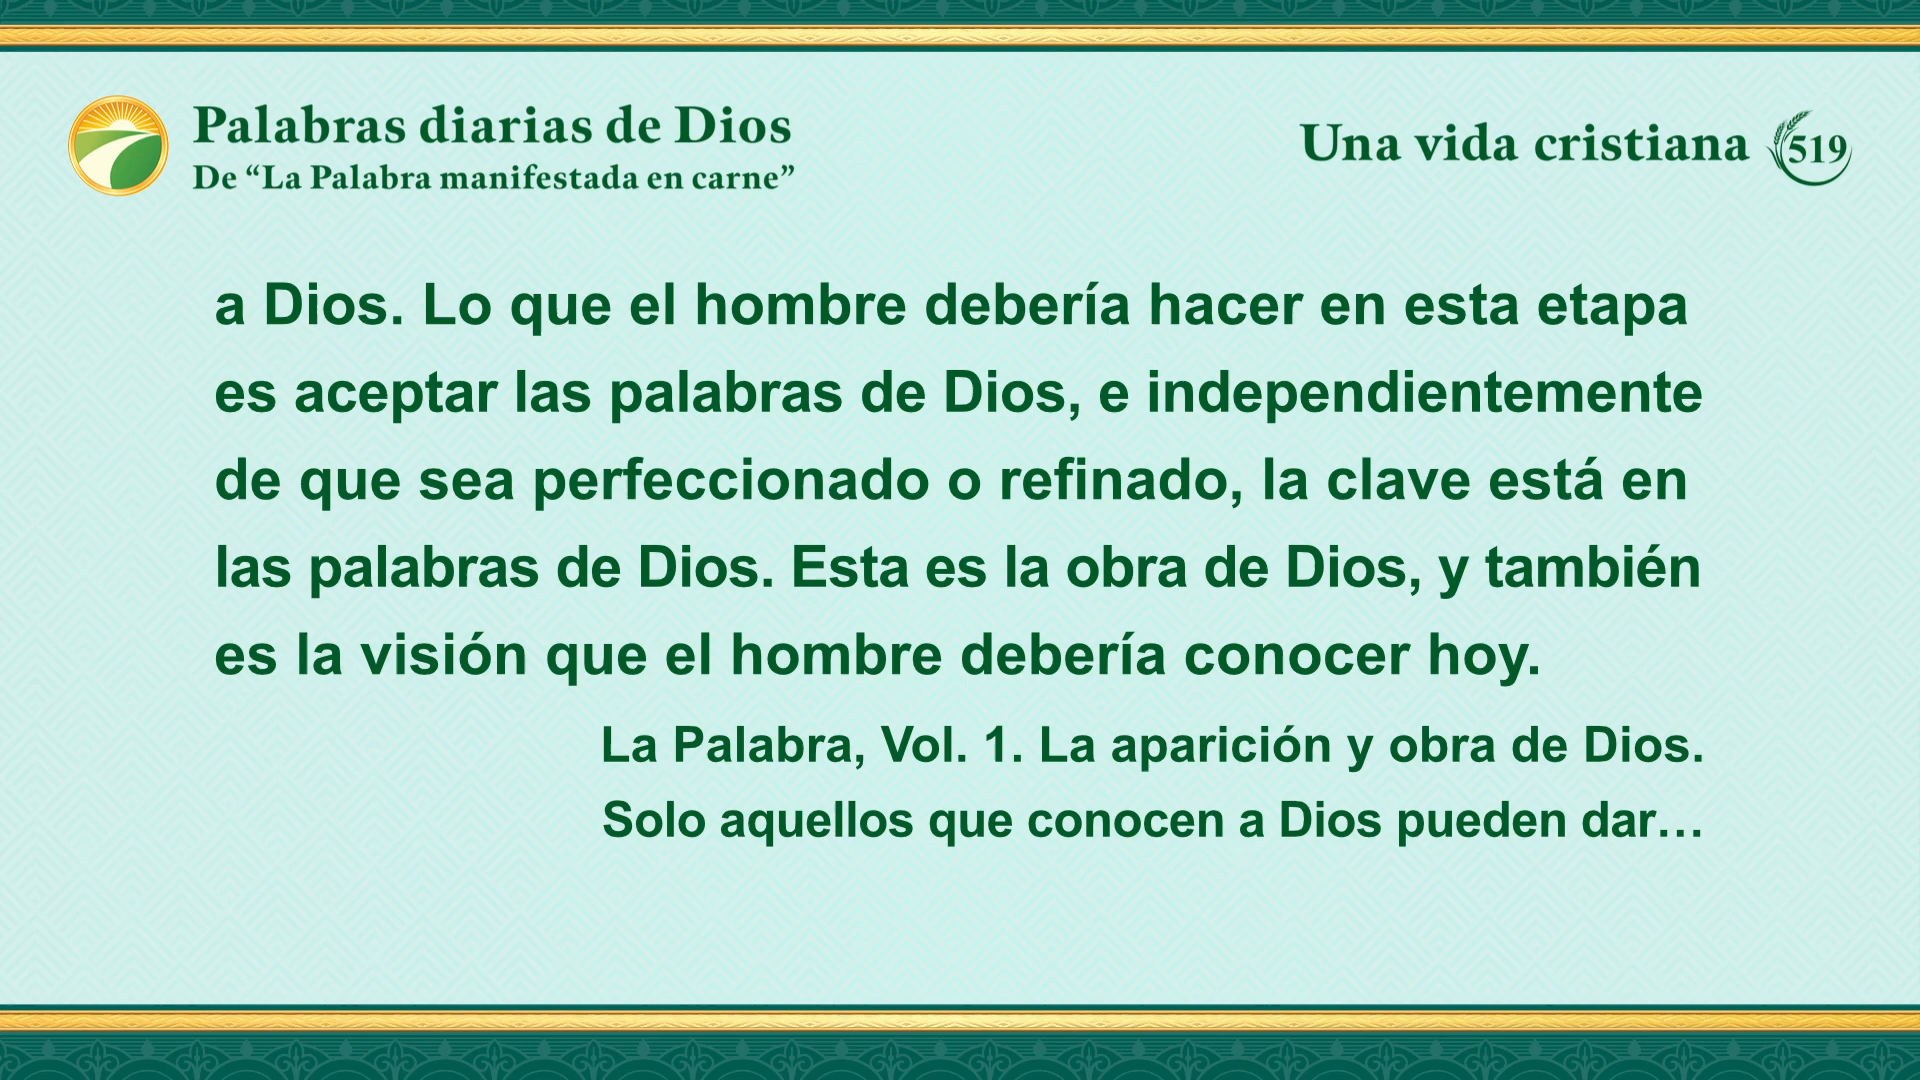 Palabras diarias de Dios
De “La Palabra manifestada en carne”
Una vida cristiana 519
a Dios. Lo que el hombre debería hacer en esta etapa
es aceptar las palabras de Dios, e independientemente
de que sea perfeccionado o refinado, la clave está en
las palabras de Dios. Esta es la obra de Dios, y también
es la visión que el hombre debería conocer hoy.
La Palabra, Vol. 1. La aparición y obra de Dios.
Solo aquellos que conocen a Dios pueden dar…